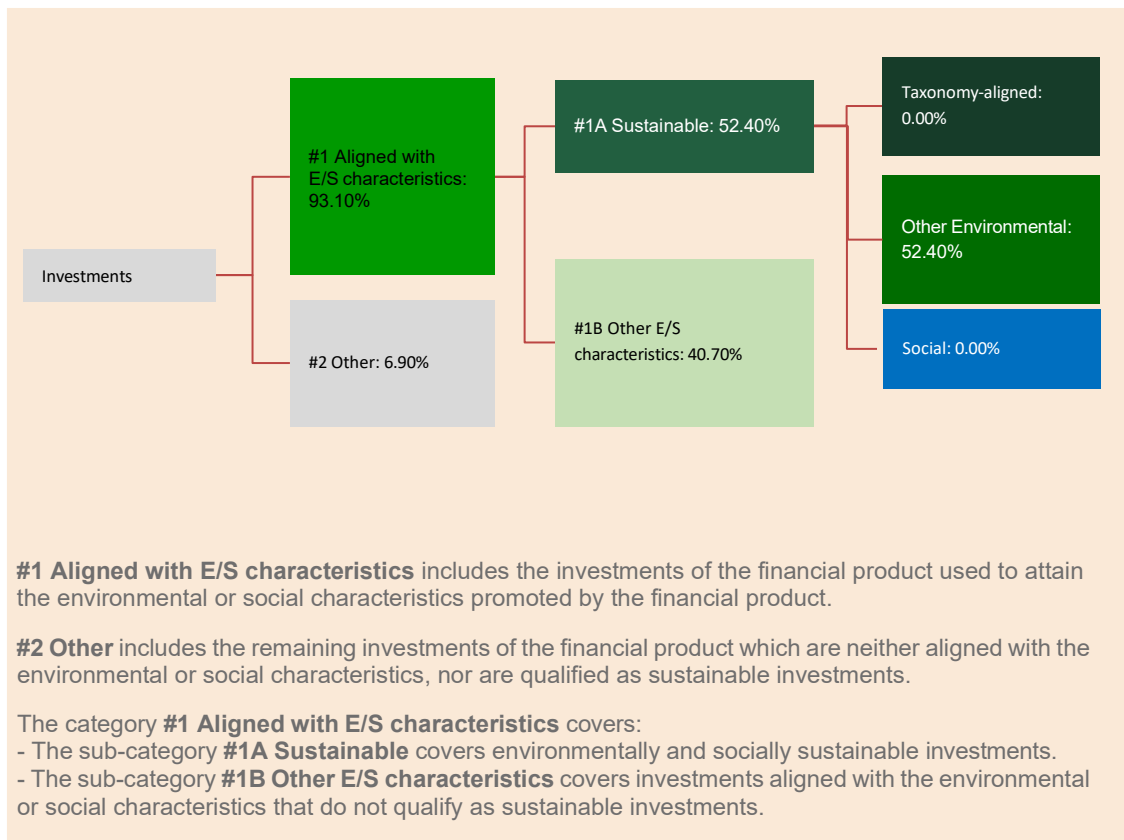 Investments
#1 Aligned with
E/S characteristics:
93.10%
#2 Other: 6.90%
#1A Sustainable: 52.40%
#1B Other E/S
characteristics: 40.70%
Taxonomy-aligned:
0.00%
Other Environmental:
52.40%
Social: 0.00%
#1 Aligned with E/S characteristics includes the investments of the financial product used to attain
the environmental or social characteristics promoted by the financial product.
#2 Other includes the remaining investments of the financial product which are neither aligned with the
environmental or social characteristics, nor are qualified as sustainable investments.
The category #1 Aligned with E/S characteristics covers:
- The sub-category #1A Sustainable covers environmentally and socially sustainable investments.
- The sub-category #1B Other E/S characteristics covers investments aligned with the environmental
or social characteristics that do not qualify as sustainable investments.